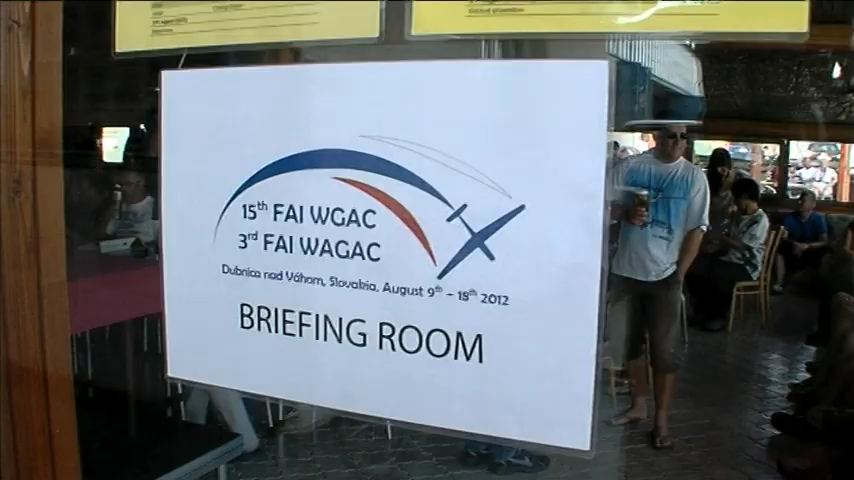 15th FAI WGAC
3rd FAI WAGAC
Dubnica nad Váhom, Slovakia, August 9th - 18th 2012
BRIEFING ROOM